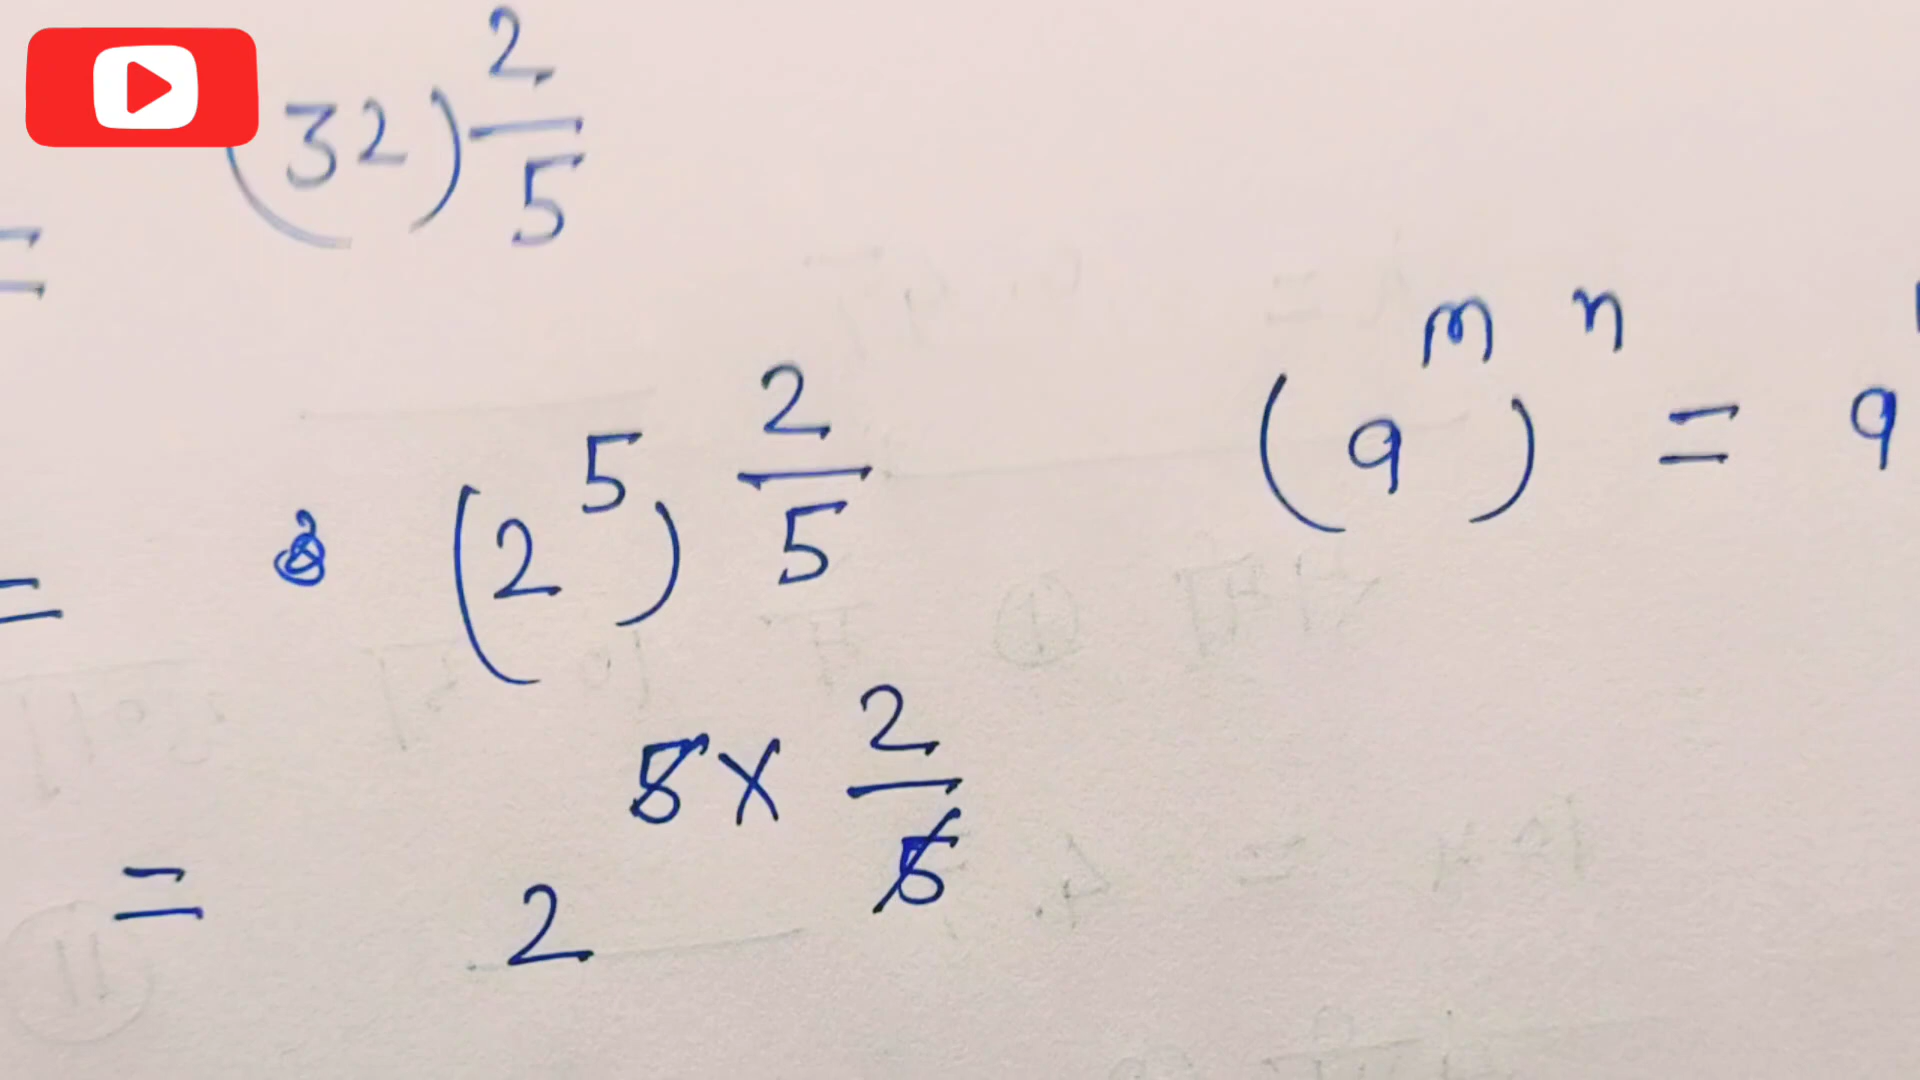 (32)^(2/5)
=
(a^m)^n = a
= (2^5)^(2/5)
= 2^(5×2/5)